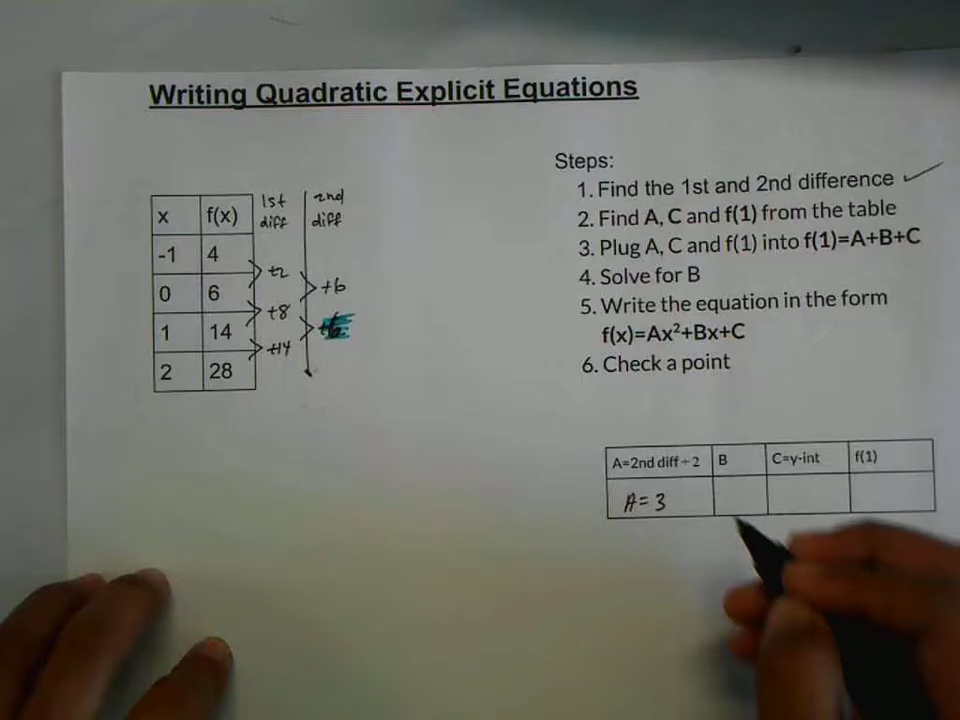 Writing Quadratic Explicit Equations
Steps:
1. Find the 1st and 2nd difference
2. Find A, C and f(1) from the table
3. Plug A, C and f(1) into f(1)=A+B+C
4. Solve for B
5. Write the equation in the form
f(x)=Ax²+Bx+C
6. Check a point
x f(x) 1st diff 2nd diff
-1 4
+2
0 6 +6
+8
1 14 +6
+14
2 28
A=2nd diff÷2 B C=y-int f(1)
A=3